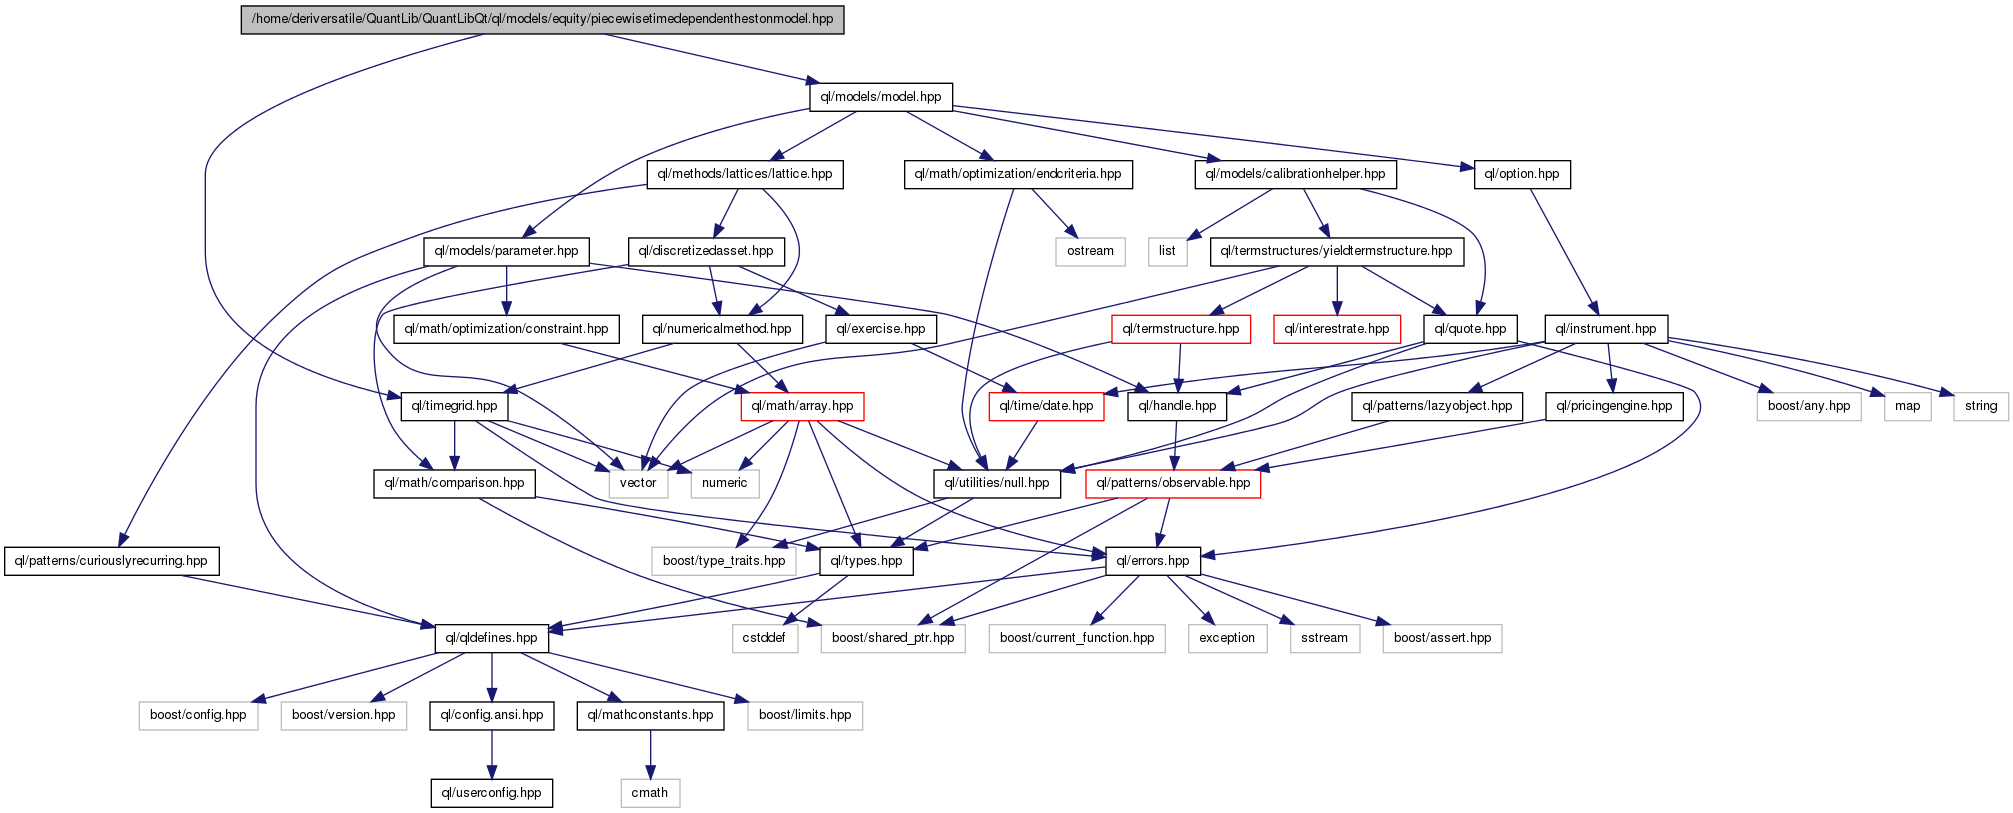 /home/deriversatile/QuantLib/QuantLibQt/ql/models/equity/piecewisetimedependenthestonmodel.hpp
ql/models/model.hpp
ql/methods/lattices/lattice.hpp
ql/math/optimization/endcriteria.hpp
ql/models/calibrationhelper.hpp
ql/option.hpp
ql/models/parameter.hpp
ql/discretizedasset.hpp
ostream
list
ql/termstructures/yieldtermstructure.hpp
ql/math/optimization/constraint.hpp
ql/numericalmethod.hpp
ql/exercise.hpp
ql/termstructure.hpp
ql/interestrate.hpp
ql/quote.hpp
ql/instrument.hpp
ql/timegrid.hpp
ql/math/array.hpp
ql/time/date.hpp
ql/handle.hpp
ql/patterns/lazyobject.hpp
ql/pricingengine.hpp
boost/any.hpp
map
string
ql/math/comparison.hpp
vector
numeric
ql/utilities/null.hpp
ql/patterns/observable.hpp
ql/patterns/curiouslyrecurring.hpp
boost/type_traits.hpp
ql/types.hpp
ql/errors.hpp
ql/qldefines.hpp
cstddef
boost/shared_ptr.hpp
boost/current_function.hpp
exception
sstream
boost/assert.hpp
boost/config.hpp
boost/version.hpp
ql/config.ansi.hpp
ql/mathconstants.hpp
boost/limits.hpp
ql/userconfig.hpp
cmath